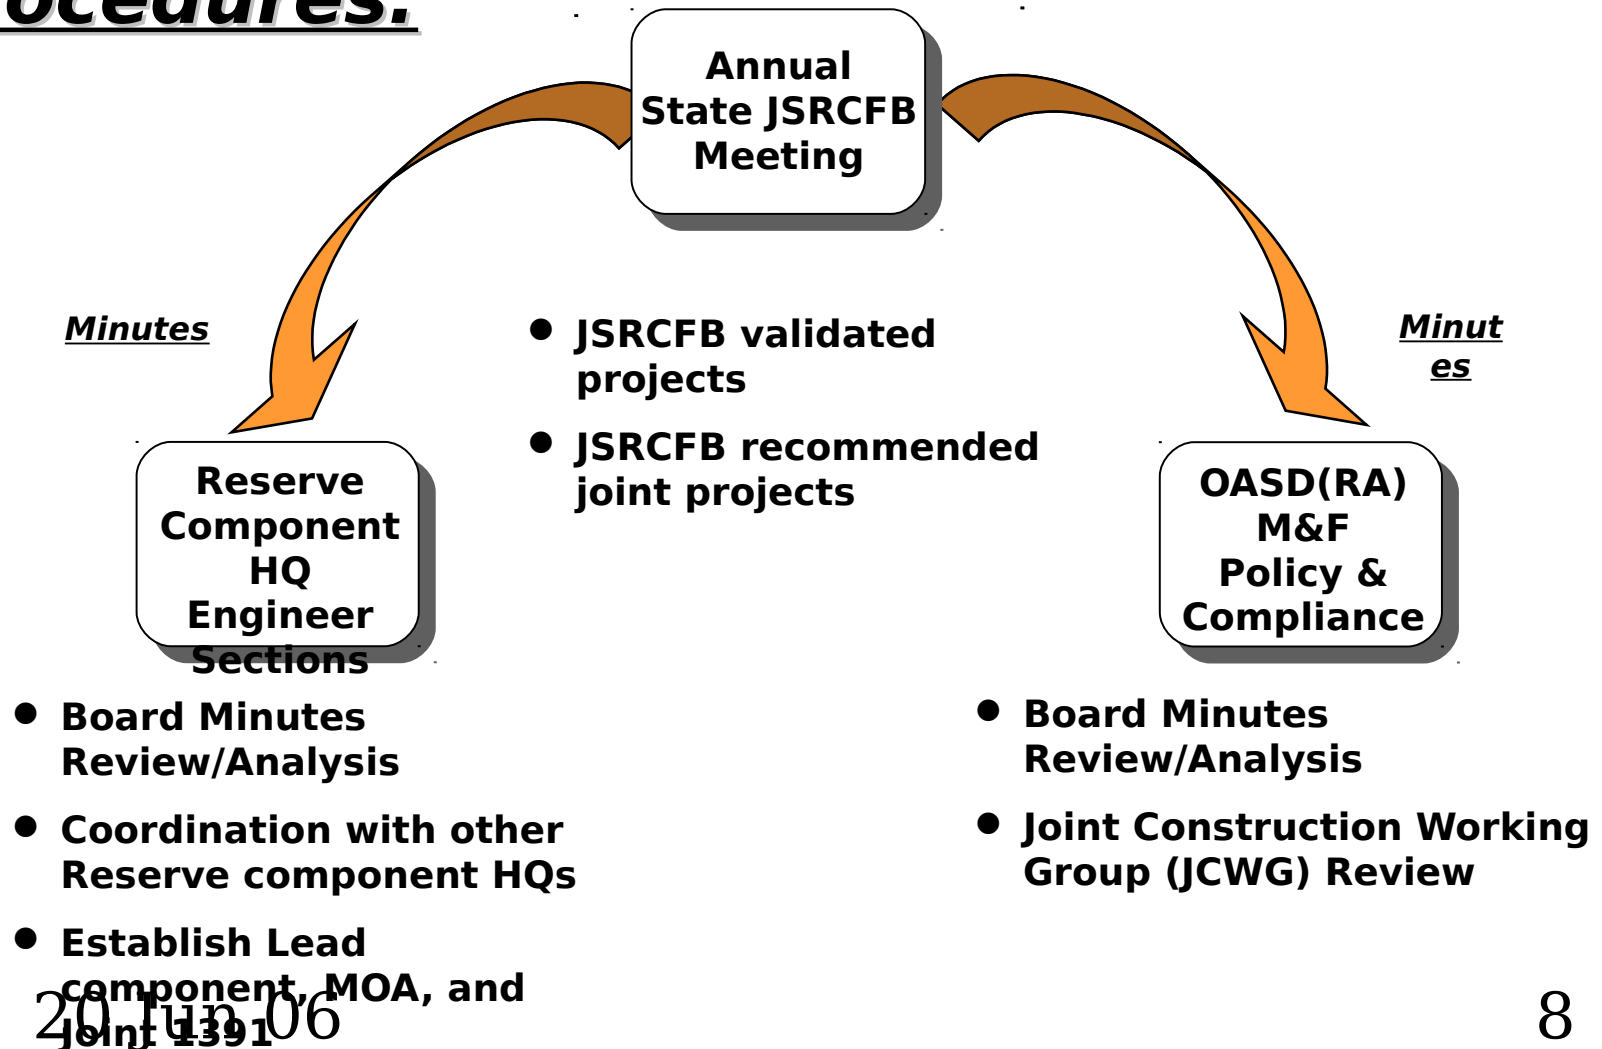 ocedures:
Annual
State JSRCFB
Meeting
Minutes
Minut
es
JSRCFB validated
projects
JSRCFB recommended
joint projects
Reserve
Component
HQ
Engineer
Sections
OASD(RA)
M&F
Policy &
Compliance
Board Minutes
Review/Analysis
Coordination with other
Reserve component HQs
Establish Lead
component, MOA, and
Joint 1391
Board Minutes
Review/Analysis
Joint Construction Working
Group (JCWG) Review
20 Jun 06
8